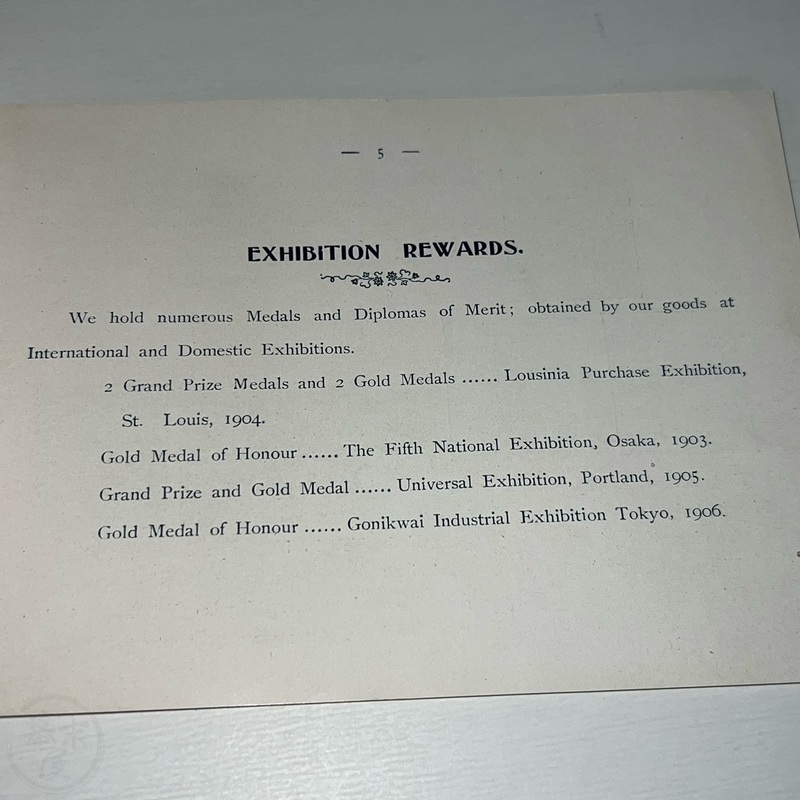 — 5 —
EXHIBITION REWARDS.
We hold numerous Medals and Diplomas of Merit; obtained by our goods at
International and Domestic Exhibitions.
2 Grand Prize Medals and 2 Gold Medals ...... Lousinia Purchase Exhibition,
St. Louis, 1904.
Gold Medal of Honour ...... The Fifth National Exhibition, Osaka, 1903.
Grand Prize and Gold Medal ...... Universal Exhibition, Portland, 1905.
Gold Medal of Honour ...... Gonikwai Industrial Exhibition Tokyo, 1906.